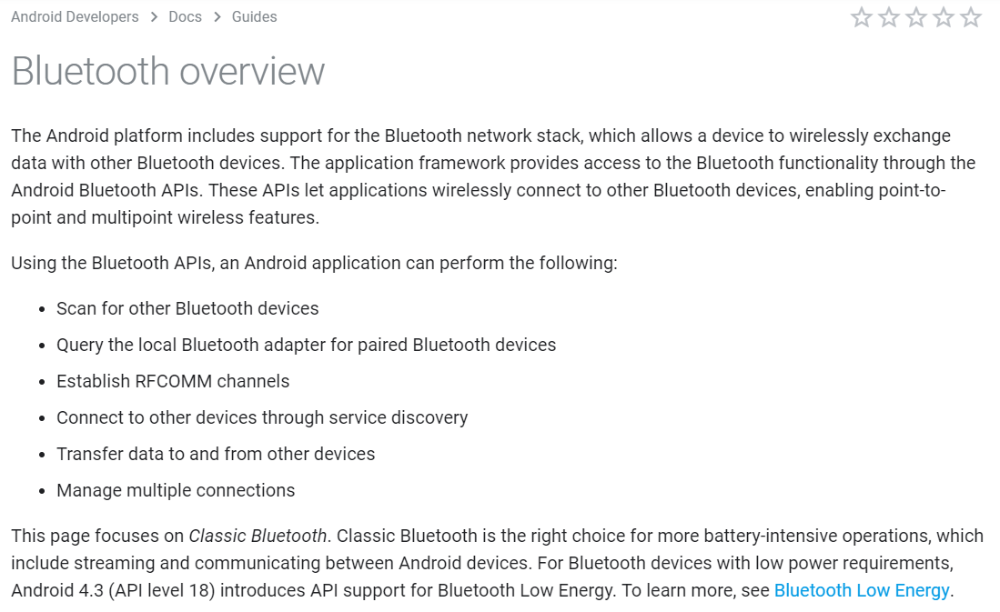 Android Developers > Docs > Guides
Bluetooth overview
The Android platform includes support for the Bluetooth network stack, which allows a device to wirelessly exchange
data with other Bluetooth devices. The application framework provides access to the Bluetooth functionality through the
Android Bluetooth APIs. These APIs let applications wirelessly connect to other Bluetooth devices, enabling point-to-
point and multipoint wireless features.
Using the Bluetooth APIs, an Android application can perform the following:
• Scan for other Bluetooth devices
• Query the local Bluetooth adapter for paired Bluetooth devices
• Establish RFCOMM channels
• Connect to other devices through service discovery
• Transfer data to and from other devices
• Manage multiple connections
This page focuses on Classic Bluetooth. Classic Bluetooth is the right choice for more battery-intensive operations, which
include streaming and communicating between Android devices. For Bluetooth devices with low power requirements,
Android 4.3 (API level 18) introduces API support for Bluetooth Low Energy. To learn more, see Bluetooth Low Energy.